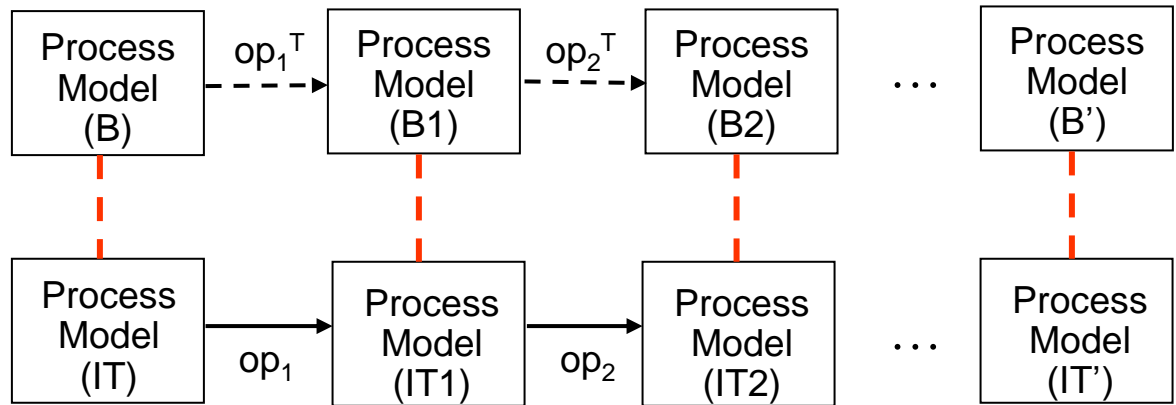 Process
Model
(B)
op₁ᵀ
Process
Model
(B1)
op₂ᵀ
Process
Model
(B2)
...
Process
Model
(B’)
Process
Model
(IT)
op₁
Process
Model
(IT1)
op₂
Process
Model
(IT2)
...
Process
Model
(IT’)